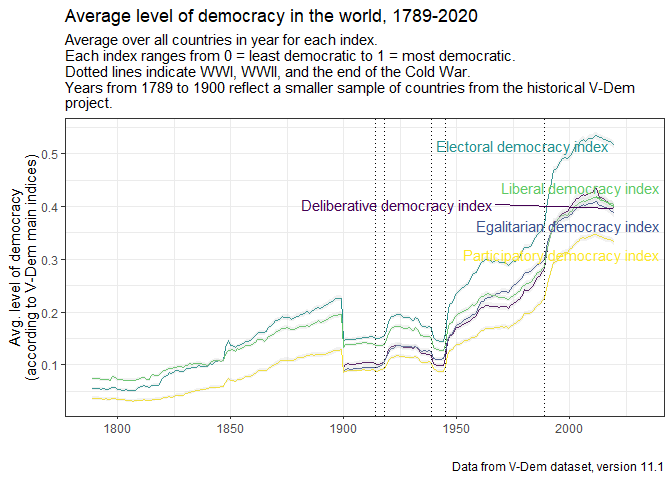 Average level of democracy in the world, 1789-2020
Average over all countries in year for each index.
Each index ranges from 0 = least democratic to 1 = most democratic.
Dotted lines indicate WWI, WWII, and the end of the Cold War.
Years from 1789 to 1900 reflect a smaller sample of countries from the historical V-Dem
project.
Avg. level of democracy
(according to V-Dem main indices)
0.5
0.4
0.3
0.2
0.1
Electoral democracy index
Liberal democracy index
Deliberative democracy index
Egalitarian democracy index
Participatory democracy index
1800
1850
1900
1950
2000
Data from V-Dem dataset, version 11.1